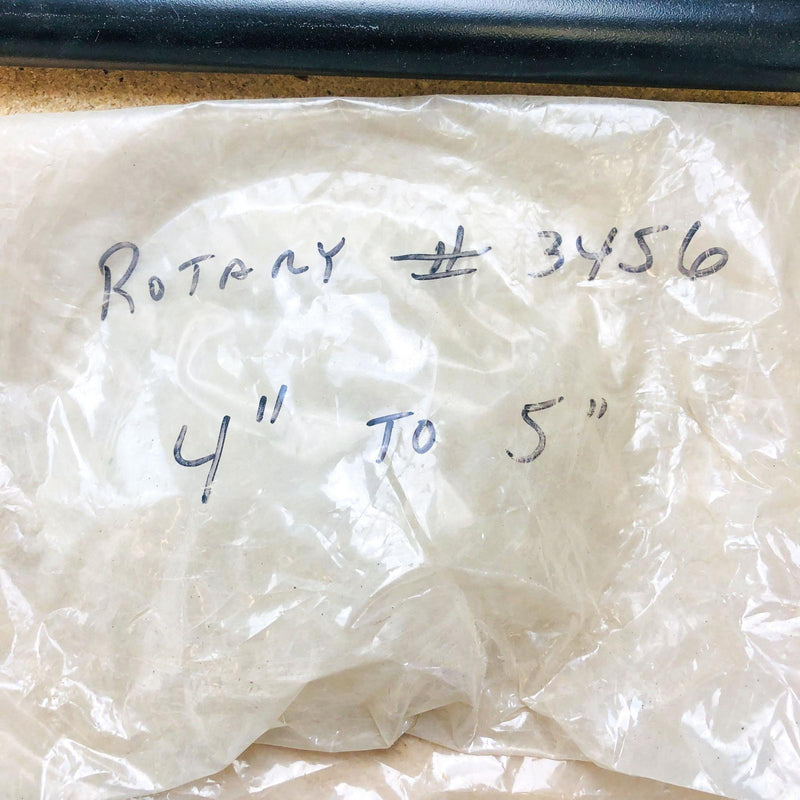 ROTARY # 3456
4" TO 5"